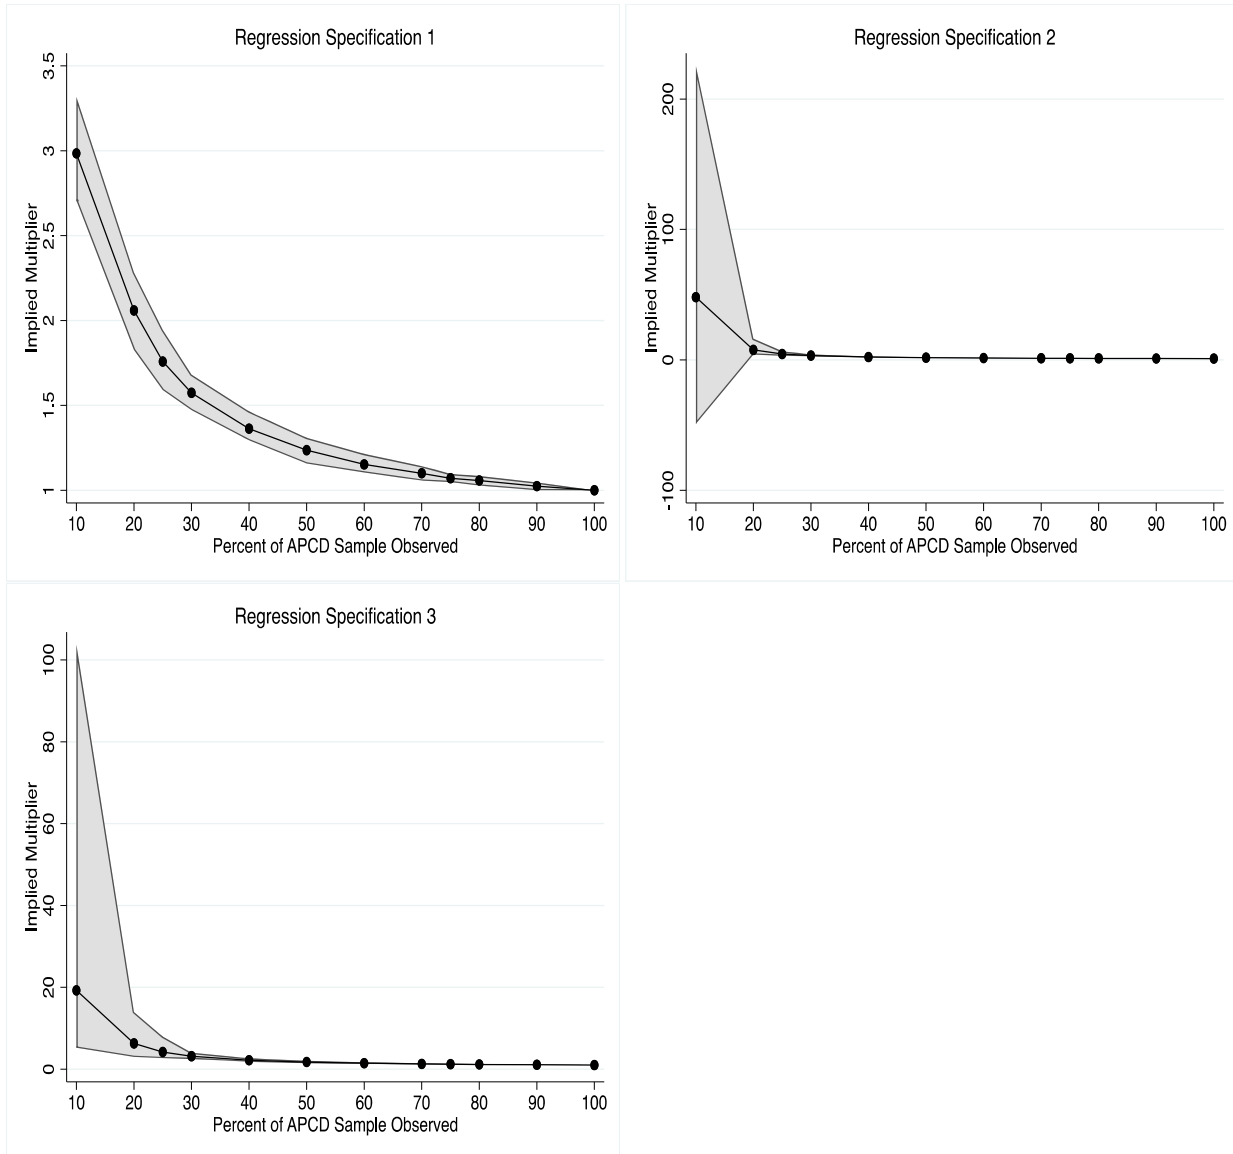 Regression Specification 1
3.5
3
2.5
2
1.5
1
Implied Multiplier
10 20 30 40 50 60 70 80 90 100
Percent of APCD Sample Observed
Regression Specification 2
200
100
0
-100
Implied Multiplier
10 20 30 40 50 60 70 80 90 100
Percent of APCD Sample Observed
Regression Specification 3
100
80
60
40
20
0
Implied Multiplier
10 20 30 40 50 60 70 80 90 100
Percent of APCD Sample Observed